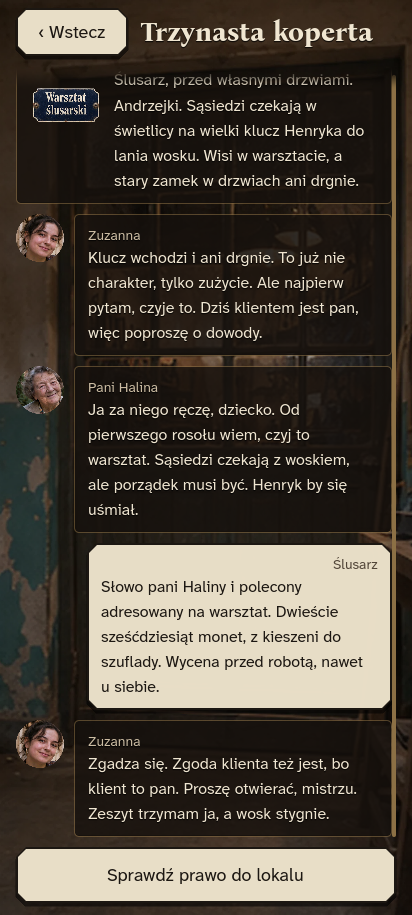 ‹ Wstecz
Trzynasta koperta
Warsztat
ślusarski
Ślusarz, przed własnymi drzwiami.
Andrzejki. Sąsiedzi czekają w
świetlicy na wielki klucz Henryka do
lania wosku. Wisi w warsztacie, a
stary zamek w drzwiach ani drgnie.
Zuzanna
Klucz wchodzi i ani drgnie. To już nie
charakter, tylko zużycie. Ale najpierw
pytam, czyje to. Dziś klientem jest pan,
więc poproszę o dowody.
Pani Halina
Ja za niego ręczę, dziecko. Od
pierwszego rosołu wiem, czyj to
warsztat. Sąsiedzi czekają z woskiem,
ale porządek musi być. Henryk by się
uśmiał.
Ślusarz
Słowo pani Haliny i polecony
adresowany na warsztat. Dwieście
sześćdziesiąt monet, z kieszeni do
szuflady. Wycena przed robotą, nawet
u siebie.
Zuzanna
Zgadza się. Zgoda klienta też jest, bo
klient to pan. Proszę otwierać, mistrzu.
Zeszyt trzymam ja, a wosk stygnie.
Sprawdź prawo do lokalu